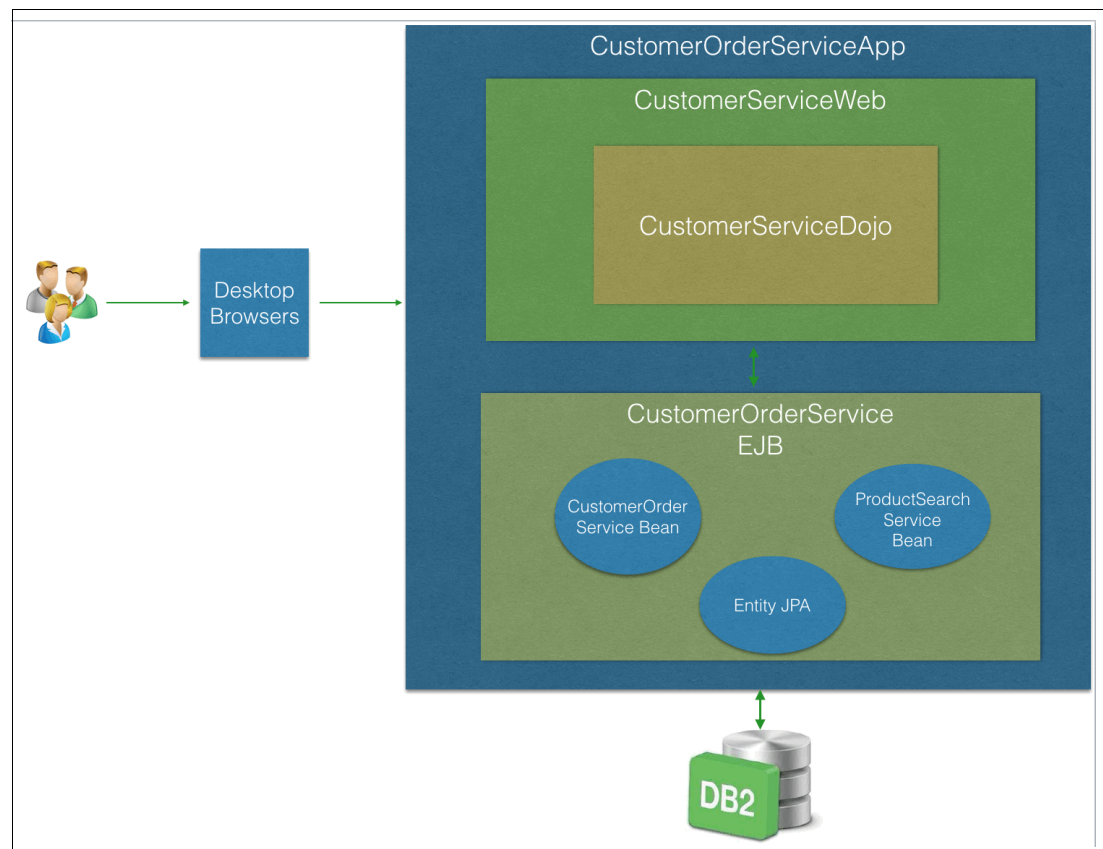 CustomerOrderServiceApp
CustomerServiceWeb
CustomerServiceDojo
Desktop
Browsers
CustomerOrderService
EJB
CustomerOrder
Service Bean
ProductSearch
Service
Bean
Entity JPA
DB2